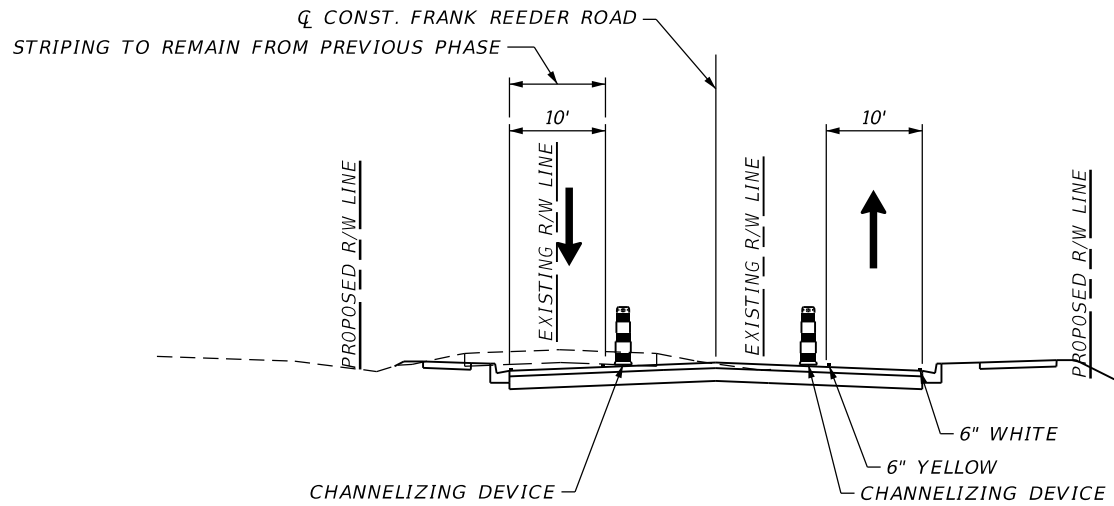 ℄ CONST. FRANK REEDER ROAD
STRIPING TO REMAIN FROM PREVIOUS PHASE
10'
10'
PROPOSED R/W LINE
EXISTING R/W LINE
EXISTING R/W LINE
PROPOSED R/W LINE
6" WHITE
6" YELLOW
CHANNELIZING DEVICE
CHANNELIZING DEVICE